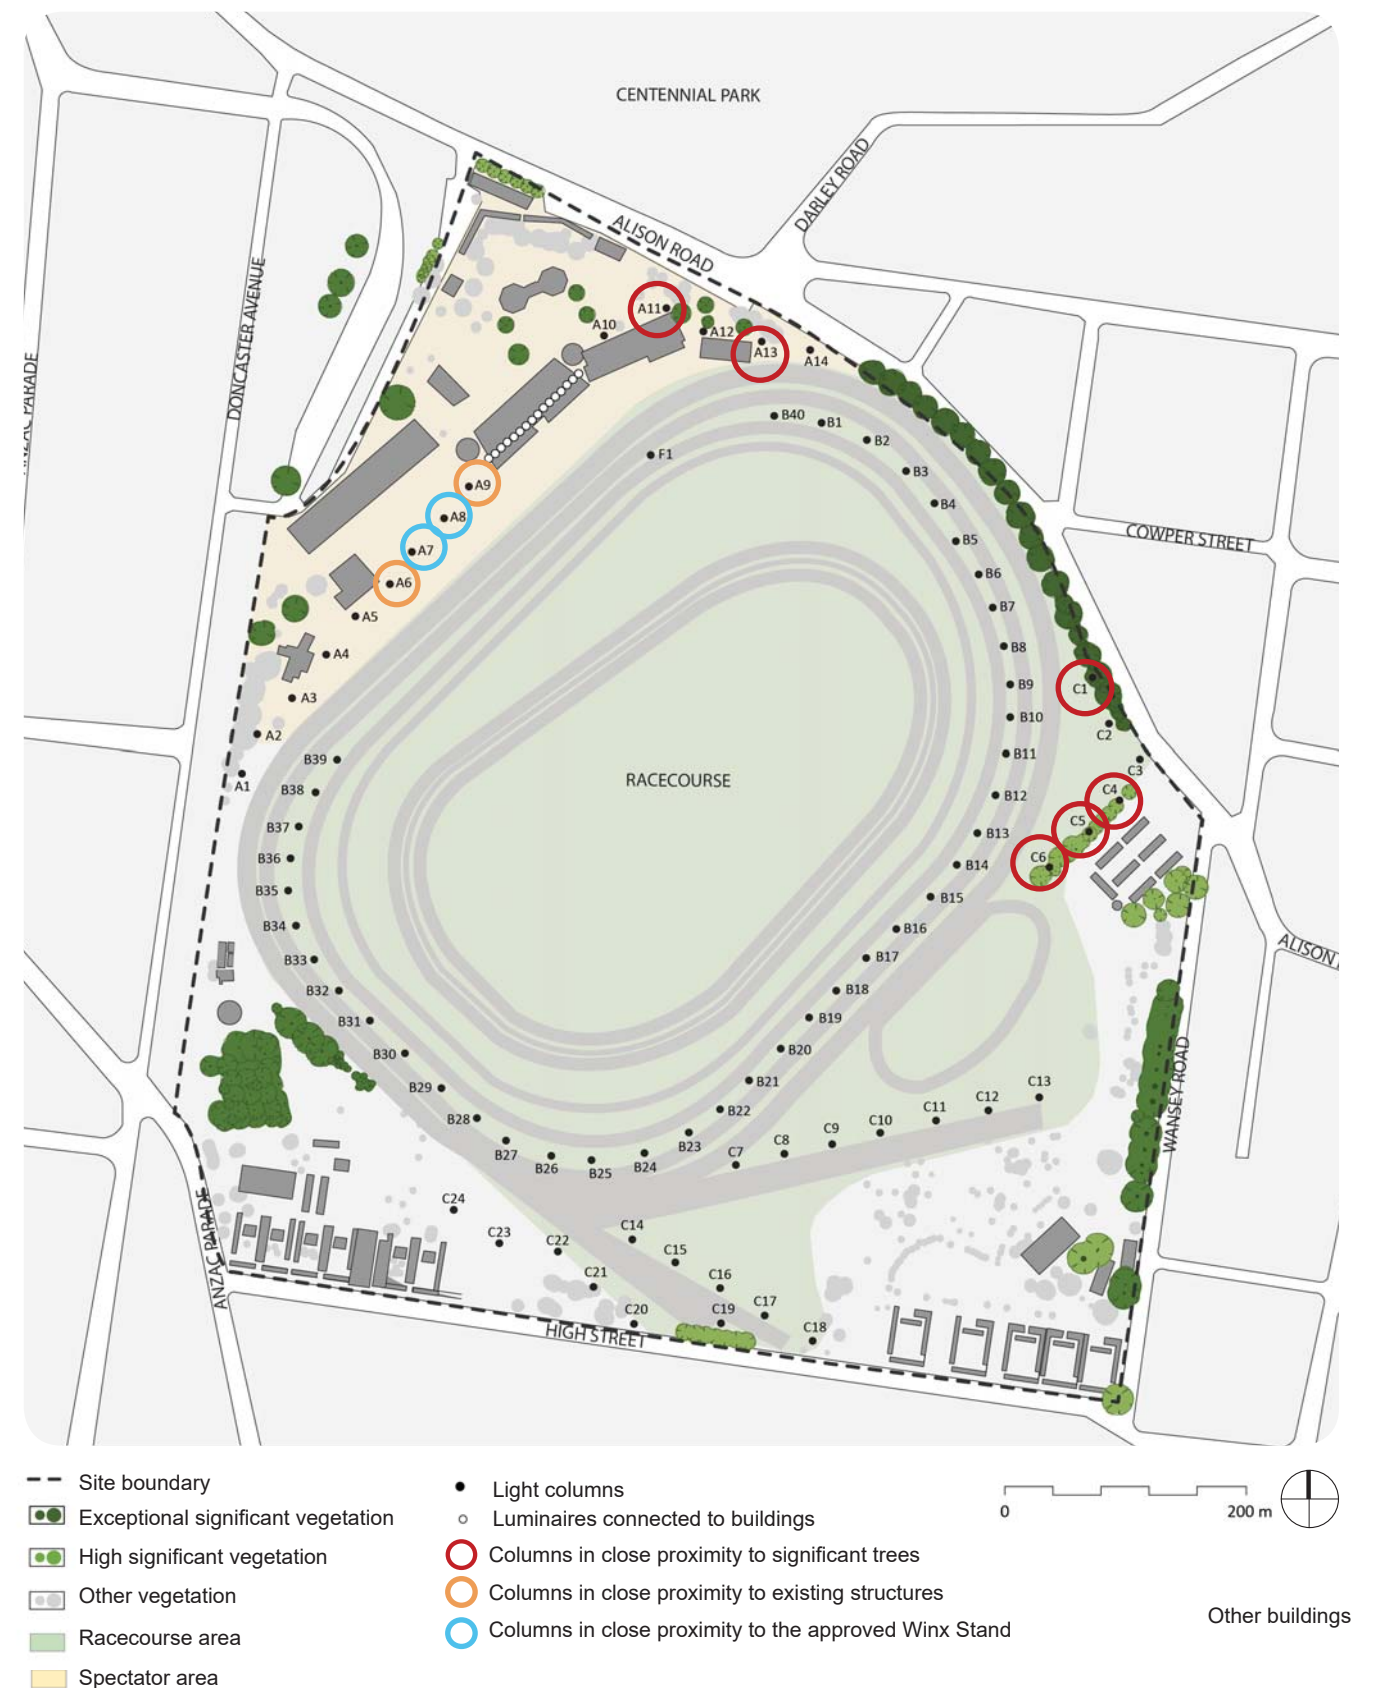 CENTENNIAL PARK
DARLEY ROAD
ALISON ROAD
DONCASTER AVENUE
ANZAC PARADE
COWPER STREET
A11
A10
A12
A13
A14
B40
B1
B2
F1
B3
A9
B4
A8
B5
A7
B6
A6
B7
A5
B8
A4
B9
C1
A3
B10
A2
C2
B39
B11
C3
A1
B38
RACECOURSE
B12
C4
B37
B13
C5
B36
B14
C6
B35
B15
B34
B16
ALISON
B33
B17
B32
B18
B31
B19
B30
B20
B29
B21
C13
C12
B28
B22
C11
C10
C9
WANSEY ROAD
B27
B23
C8
C7
B26
B25
B24
C24
ANZAC PARADE
C23
C22
C14
C15
C21
C16
C20
C19
C17
C18
HIGH STREET
Site boundary
Exceptional significant vegetation
High significant vegetation
Other vegetation
Racecourse area
Spectator area
Light columns
Luminaires connected to buildings
Columns in close proximity to significant trees
Columns in close proximity to existing structures
Columns in close proximity to the approved Winx Stand
0
200 m
Other buildings